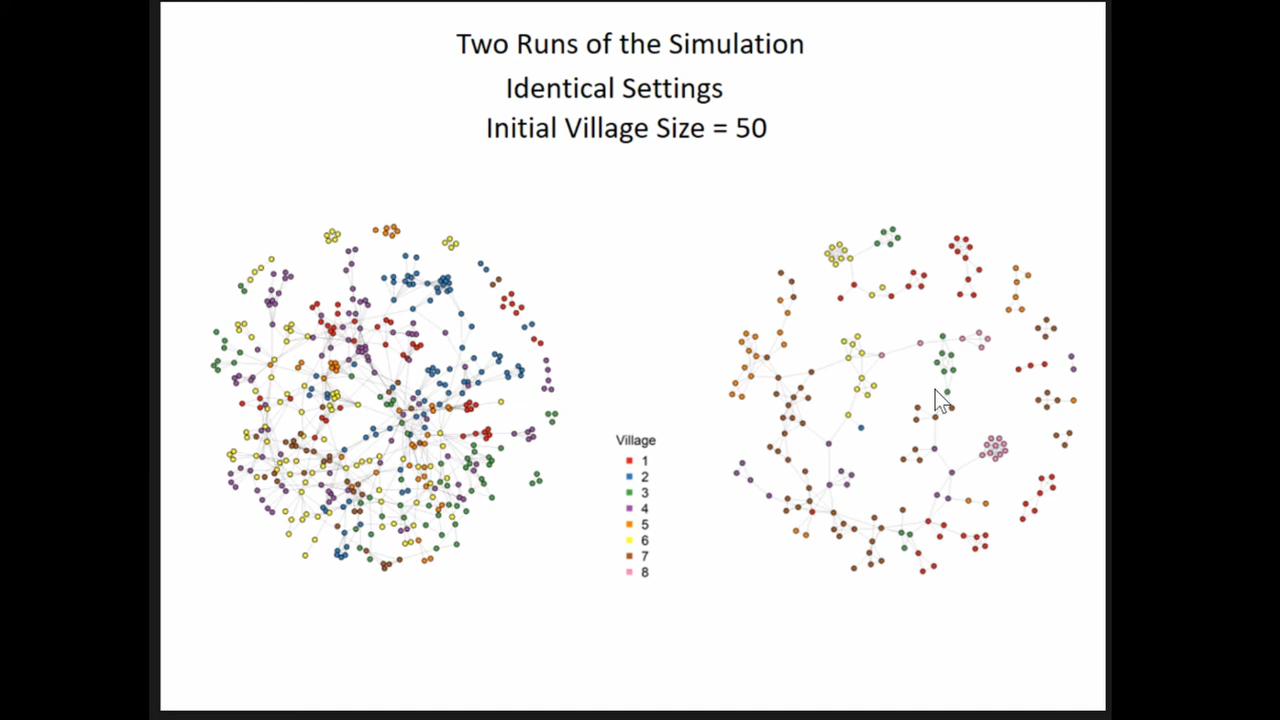 Two Runs of the Simulation
Identical Settings
Initial Village Size = 50
Village
1
2
3
4
5
6
7
8